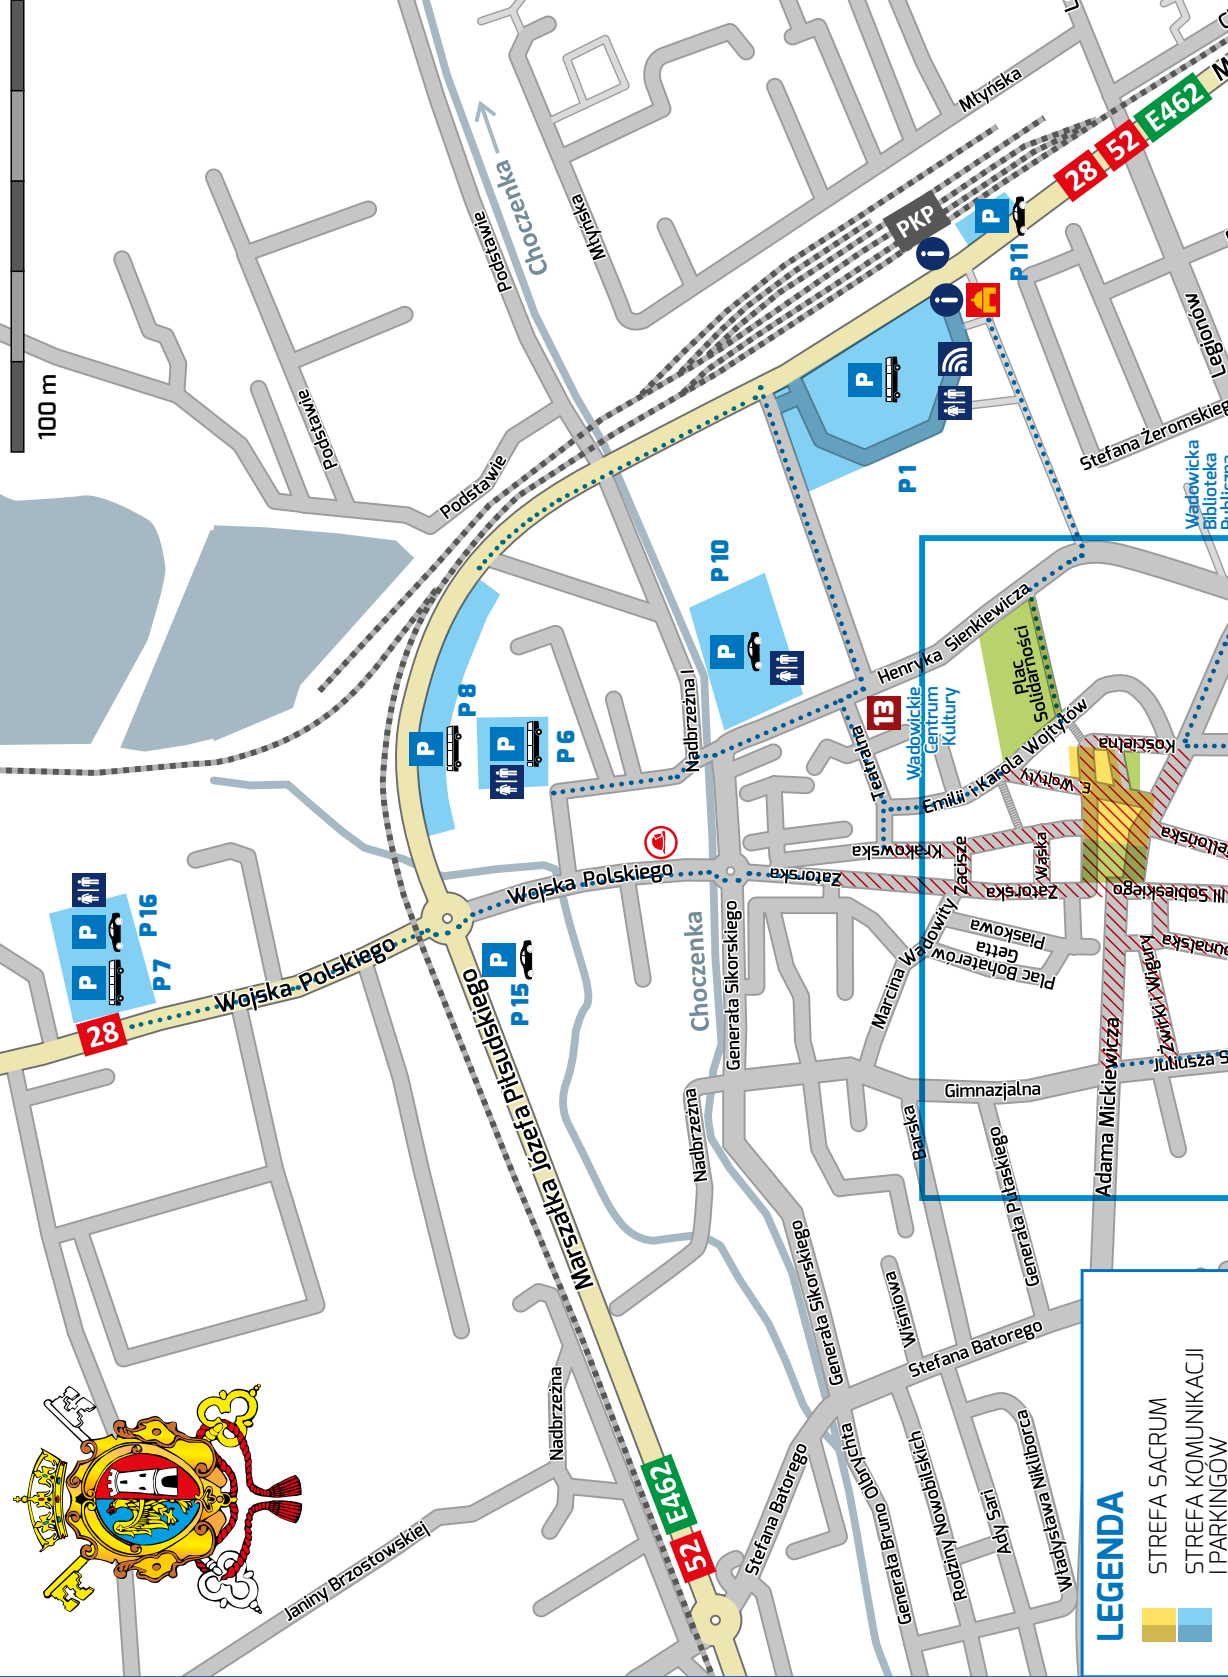 100 m
Podstawie
Podstawie
Podstawie
Choczenka
Młyńska
Młyńska
PKP
28
52
E462
P
P 11
i
i
P
P 1
Legionów
Stefana Żeromskiego
Wadowicka
Biblioteka
Publiczna
P 10
P
Nadbrzeżna I
Henryka Sienkiewicza
13
Wadowickie
Centrum
Kultury
Teatralna
Plac
Solidarności
Emilii i Karola Wojtyłów
Kościelna
E. Wojtyły
P 8
P
P
P 6
Wojska Polskiego
Krakowska
Zatorska
Zacisze
Wąska
Zatorska
III Sobieskiego
Jagiellońska
P
P
P 16
P 7
28
Wojska Polskiego
P
P 15
Choczenka
Generała Sikorskiego
Marcina Wadowity
Piaskowa
Plac Bohaterów
Getta
Żwirki i Wigury
Adama Mickiewicza
Juliusza S
Gimnazjalna
Marszałka Józefa Piłsudskiego
Nadbrzeżna
Barska
Generała Pułaskiego
Generała Sikorskiego
Wiśniowa
Stefana Batorego
Nadbrzeżna
Janiny Brzostowskiej
E462
52
Stefana Batorego
Generała Bruno Olbrychta
Rodziny Nowobilskich
Ady Sari
Władysława Nikliborca
LEGENDA
STREFA SACRUM
STREFA KOMUNIKACJI
I PARKINGÓW